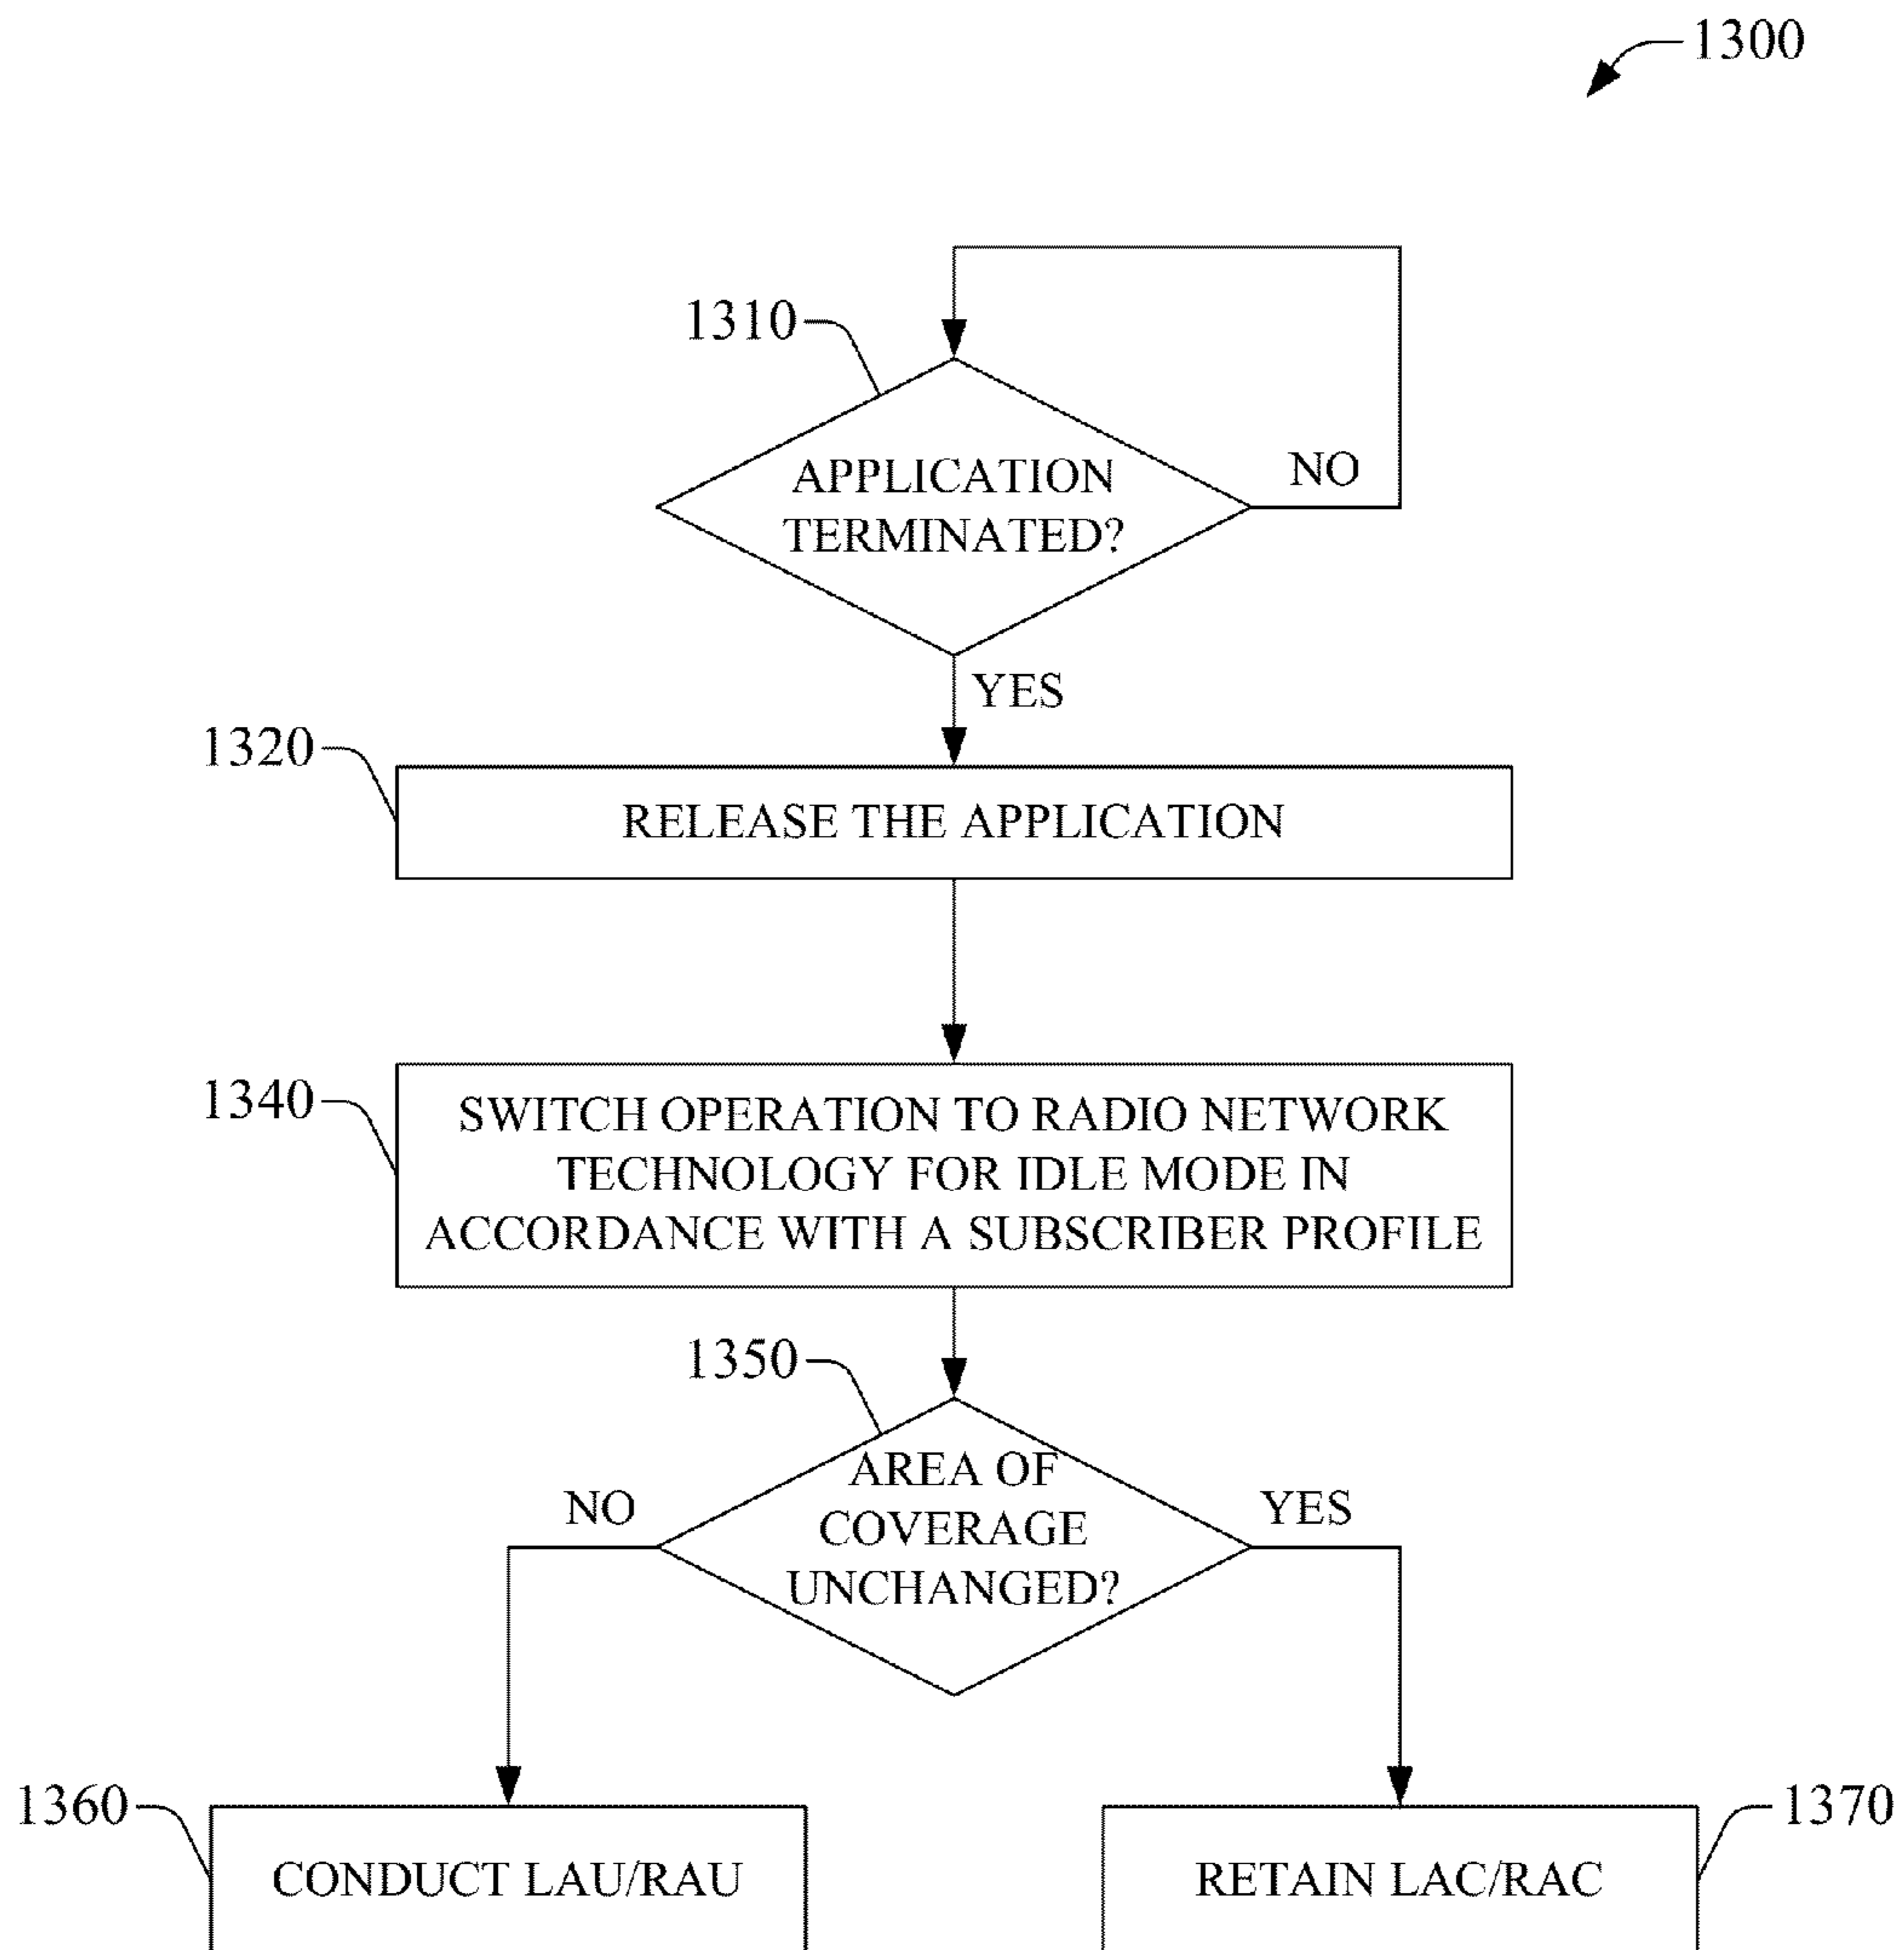 1300
1310
APPLICATION
TERMINATED?
NO
YES
1320
RELEASE THE APPLICATION
1340
SWITCH OPERATION TO RADIO NETWORK
TECHNOLOGY FOR IDLE MODE IN
ACCORDANCE WITH A SUBSCRIBER PROFILE
1350
AREA OF
COVERAGE
UNCHANGED?
NO
YES
1360
CONDUCT LAU/RAU
RETAIN LAC/RAC
1370